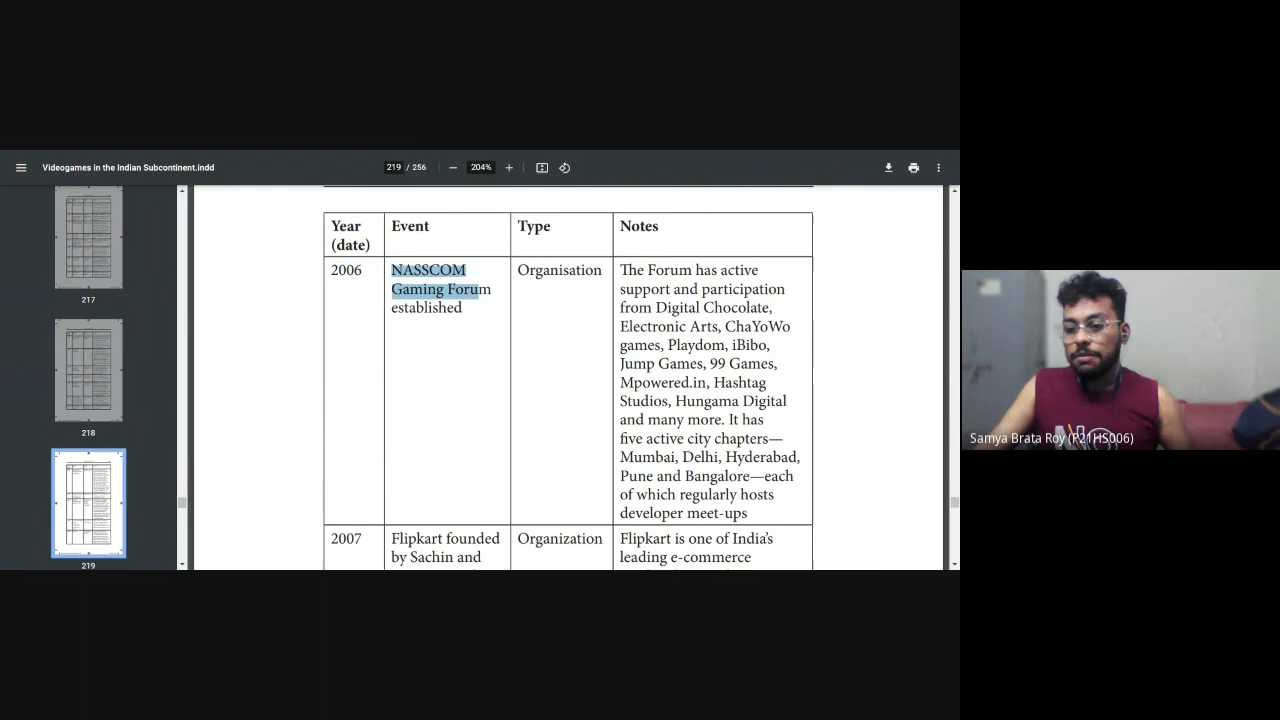 Videogames in the Indian Subcontinent.indd
219 / 256
204%
217
218
219
Year (date)
Event
Type
Notes
2006
NASSCOM
Gaming Forum
established
Organisation
The Forum has active
support and participation
from Digital Chocolate,
Electronic Arts, ChaYoWo
games, Playdom, iBibo,
Jump Games, 99 Games,
Mpowered.in, Hashtag
Studios, Hungama Digital
and many more. It has
five active city chapters—
Mumbai, Delhi, Hyderabad,
Pune and Bangalore—each
of which regularly hosts
developer meet-ups
2007
Flipkart founded
by Sachin and
Organization
Flipkart is one of India's
leading e-commerce
Samya Brata Roy (P21HS006)